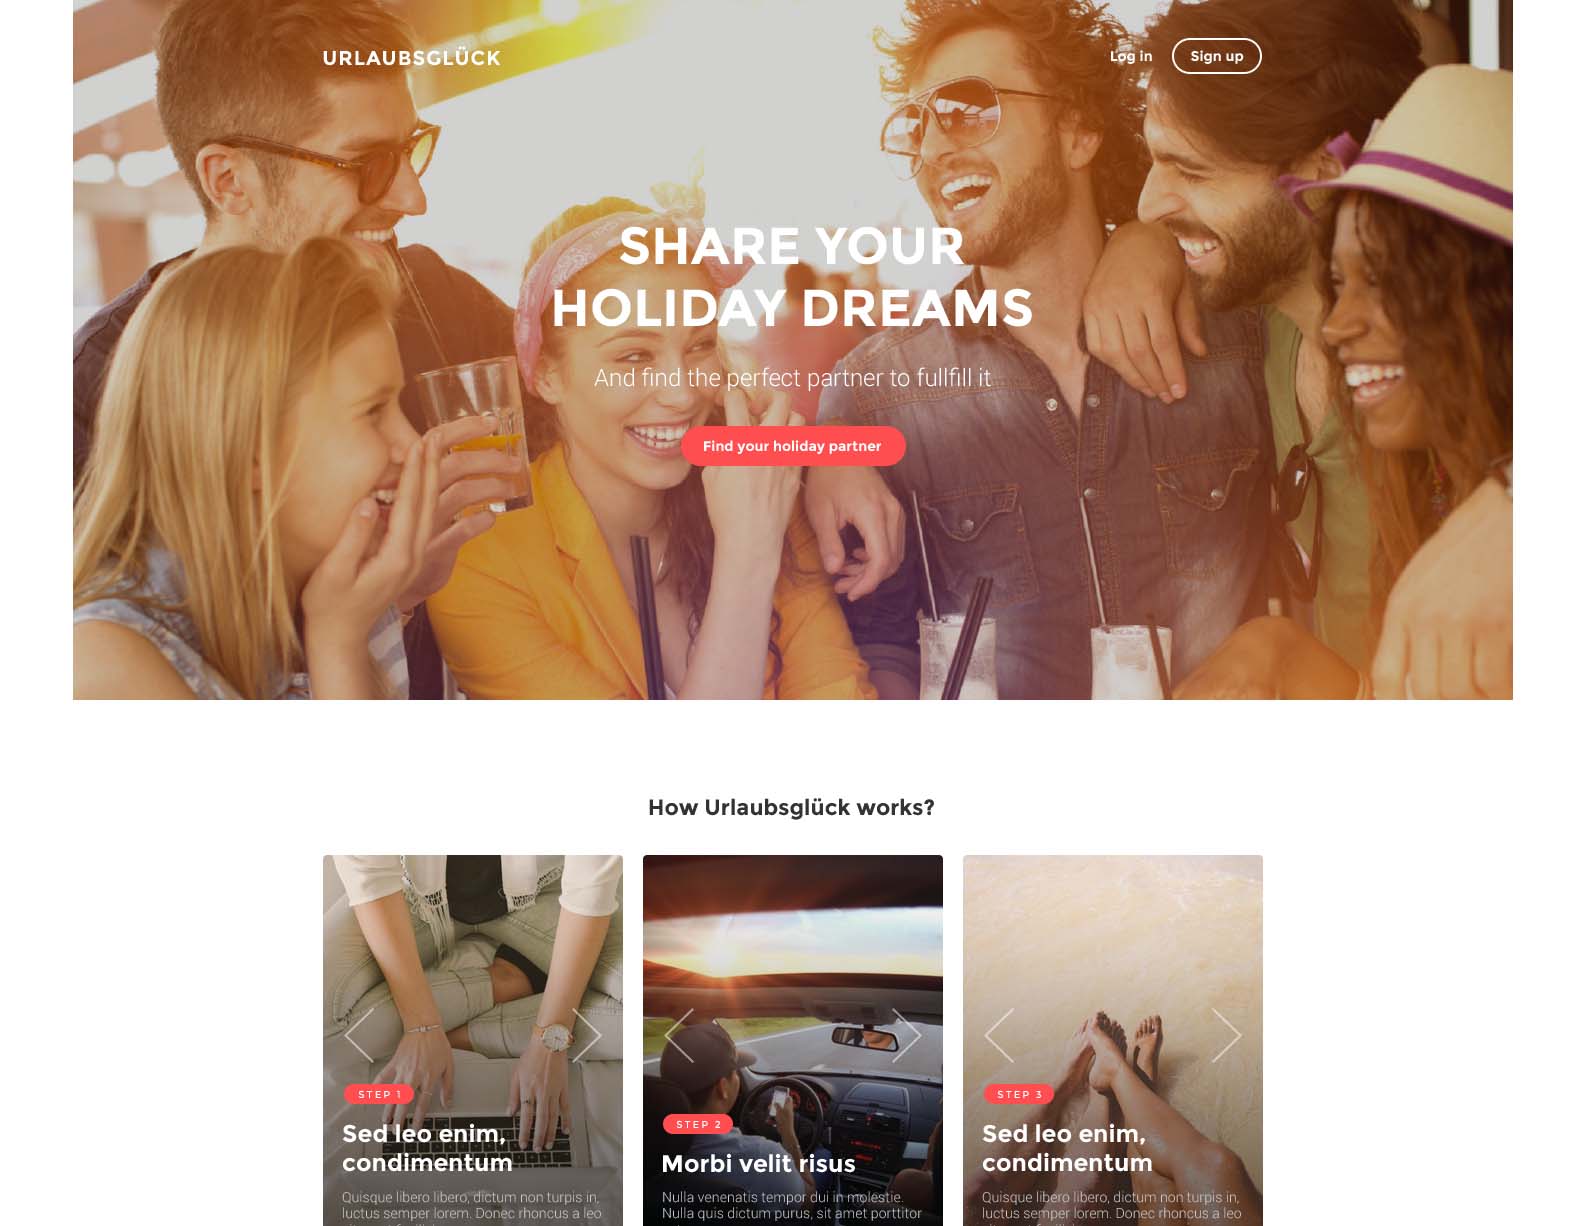 URLAUBSGLÜCK
Log in
Sign up
SHARE YOUR
HOLIDAY DREAMS
And find the perfect partner to fullfill it
Find your holiday partner
How Urlaubsglück works?
STEP 1
Sed leo enim,
condimentum
Quisque libero libero, dictum non turpis in,
luctus semper lorem. Donec rhoncus a leo
STEP 2
Morbi velit risus
Nulla venenatis tempor dui in molestie.
Nulla quis dictum purus, sit amet porttitor
STEP 3
Sed leo enim,
condimentum
Quisque libero libero, dictum non turpis in,
luctus semper lorem. Donec rhoncus a leo